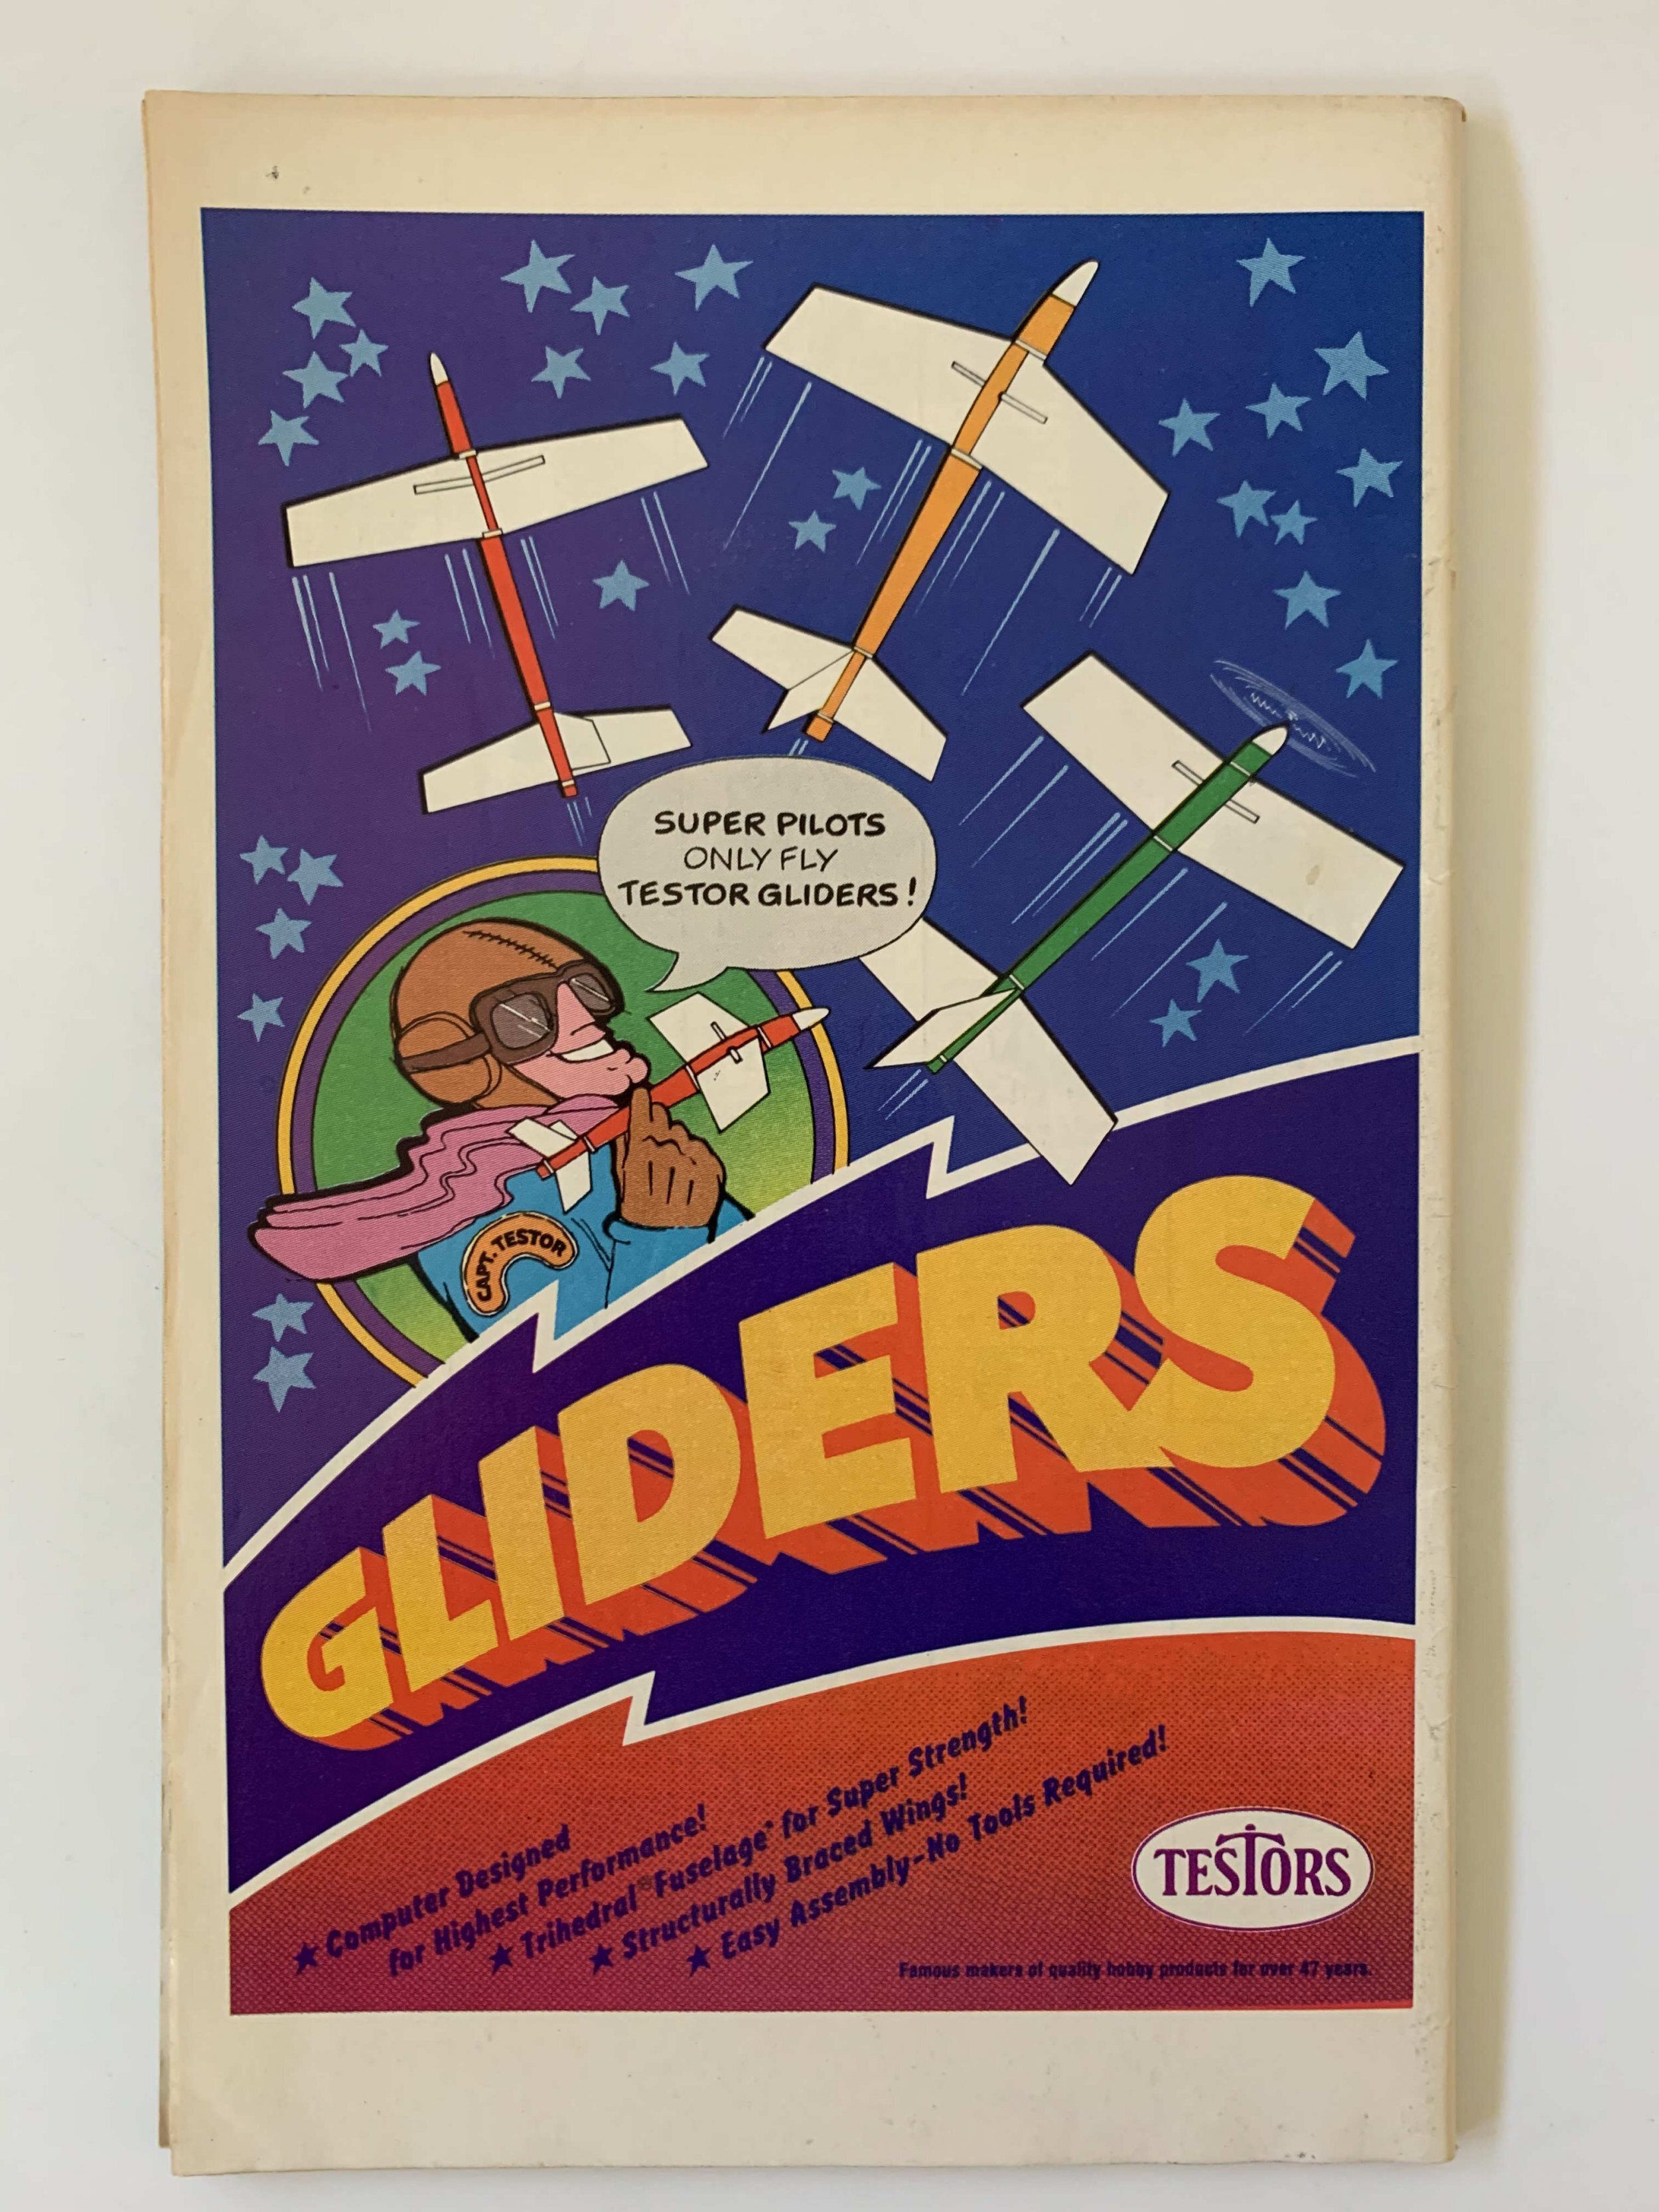 SUPER PILOTS
ONLY FLY
TESTOR GLIDERS!
CAPT. TESTOR
GLIDERS
★ Computer Designed
for Highest Performance!
★ Trihedral® Fuselage* for Super Strength!
★ Structurally Braced Wings!
★ Easy Assembly-No Tools Required!
TESTORS
Famous makers of quality hobby products for over 47 years.